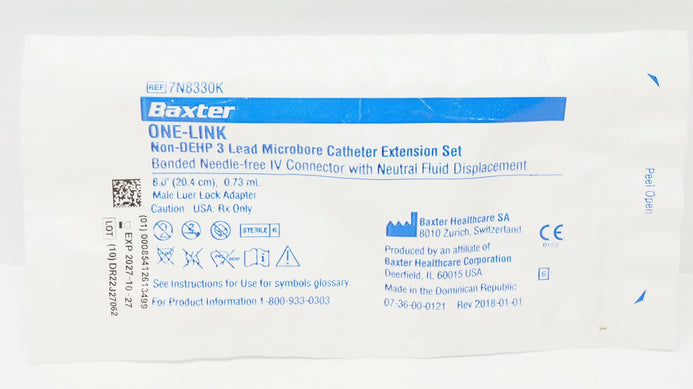 REF 7N8330K
Baxter
ONE-LINK
Non-DEHP 3 Lead Microbore Catheter Extension Set
Bonded Needle-free IV Connector with Neutral Fluid Displacement
8.0" (20.4 cm), 0.73 mL
Male Luer Lock Adapter
Caution: USA: Rx Only
STERILE R
See Instructions for Use for symbols glossary.
For Product Information 1-800-933-0303
Baxter Healthcare SA
8010 Zurich, Switzerland
CE
0123
Produced by an affiliate of
Baxter Healthcare Corporation
Deerfield, IL 60015 USA
6
Made in the Dominican Republic
07-36-00-0121 Rev 2018-01-01
(01) 00085412613499
EXP 2027-10-27
LOT (10) DR22J27062
Peel Open